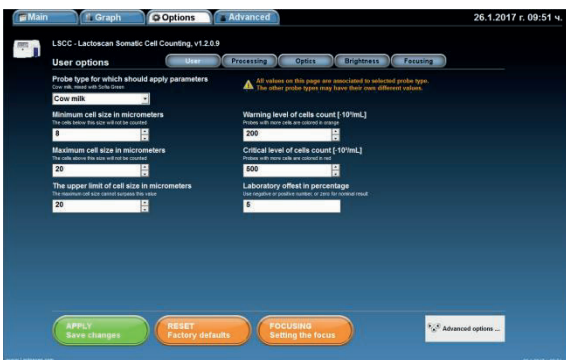 Main
Graph
Options
Advanced
26.1.2017 г. 09:51 ч.
LSCC - Lactoscan Somatic Cell Counting, v1.2.0.9
User options
User
Processing
Optics
Brightness
Focusing
Probe type for which should apply parameters
Cow milk, mixed with Sofia Green
Cow milk
All values on this page are associated to selected probe type.
The other probe types may have their own different values.
Minimum cell size in micrometers
The cells below this size will not be counted
8
Warning level of cells count [·10³/mL]
Probes with more cells are colored in orange
200
Maximum cell size in micrometers
The cells above this size will not be counted
20
Critical level of cells count [·10³/mL]
Probes with more cells are colored in red
500
The upper limit of cell size in micrometers
The maximum cell size cannot surpass this value
20
Laboratory offest in percentage
Use negative or positive number, or zero for nominal result
5
APPLY
Save changes
RESET
Factory defaults
FOCUSING
Setting the focus
Advanced options ...